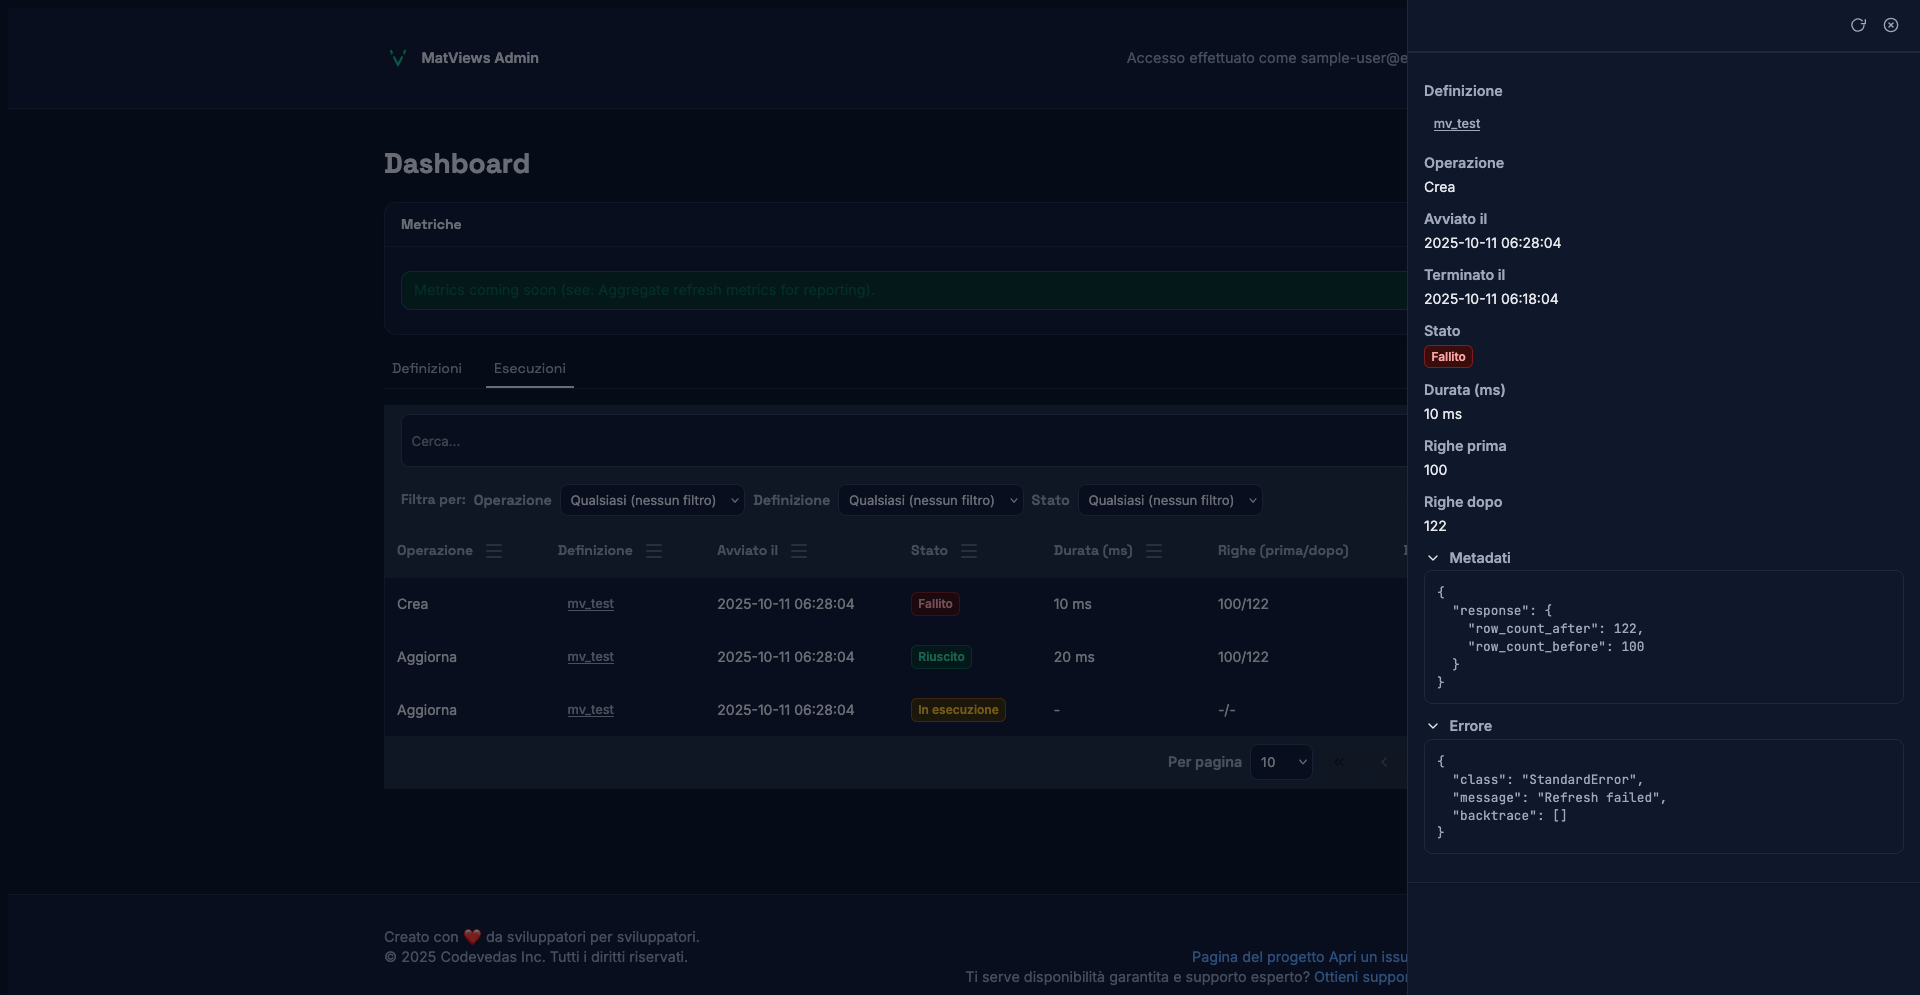 MatViews Admin
Accesso effettuato come sample-user@e
Dashboard
Metriche
Metrics coming soon (see: Aggregate refresh metrics for reporting).
Definizioni Esecuzioni
Cerca...
Filtra per: Operazione Qualsiasi (nessun filtro) Definizione Qualsiasi (nessun filtro) Stato Qualsiasi (nessun filtro)
Operazione Definizione Avviato il Stato Durata (ms) Righe (prima/dopo)
Crea mv_test 2025-10-11 06:28:04 Fallito 10 ms 100/122
Aggiorna mv_test 2025-10-11 06:28:04 Riuscito 20 ms 100/122
Aggiorna mv_test 2025-10-11 06:28:04 In esecuzione - -/-
Per pagina 10 « ‹
Creato con ❤️ da sviluppatori per sviluppatori.
© 2025 Codevedas Inc. Tutti i diritti riservati.
Pagina del progetto Apri un issu
Ti serve disponibilità garantita e supporto esperto? Ottieni suppor
Definizione
mv_test
Operazione
Crea
Avviato il
2025-10-11 06:28:04
Terminato il
2025-10-11 06:18:04
Stato
Fallito
Durata (ms)
10 ms
Righe prima
100
Righe dopo
122
Metadati
{
"response": {
"row_count_after": 122,
"row_count_before": 100
}
}
Errore
{
"class": "StandardError",
"message": "Refresh failed",
"backtrace": []
}